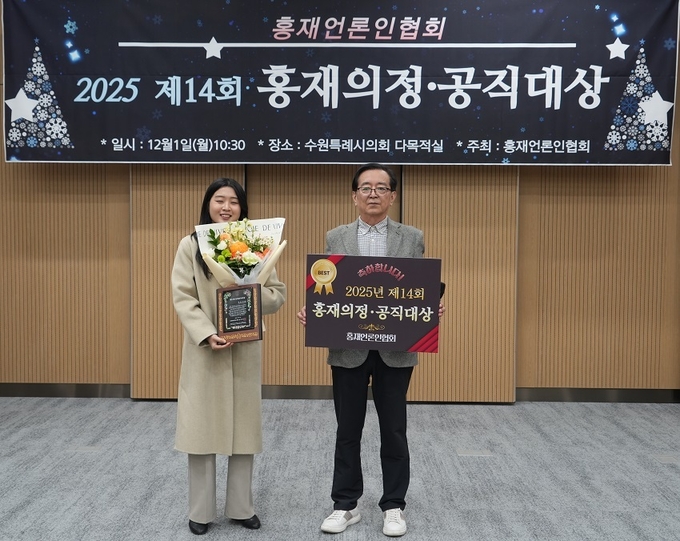 홍재언론인협회
2025 제14회 홍재의정·공직대상
* 일시 : 12월1일(월)10:30 * 장소 : 수원특례시의회 다목적실 * 주최 : 홍재언론인협회
BEST
축하합니다!
2025년 제14회
홍재의정·공직대상
홍재언론인협회